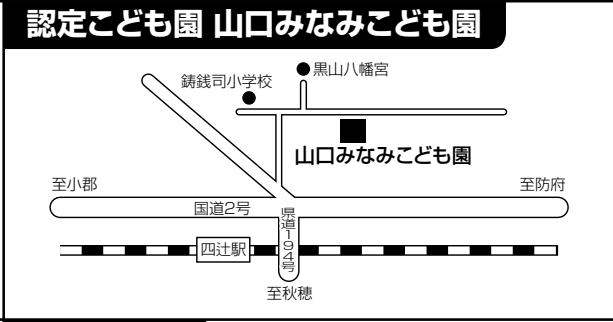 認定こども園 山口みなみこども園
黒山八幡宮
鋳銭司小学校
山口みなみこども園
至小郡
至防府
国道2号
県道194号
四辻駅
至秋穂